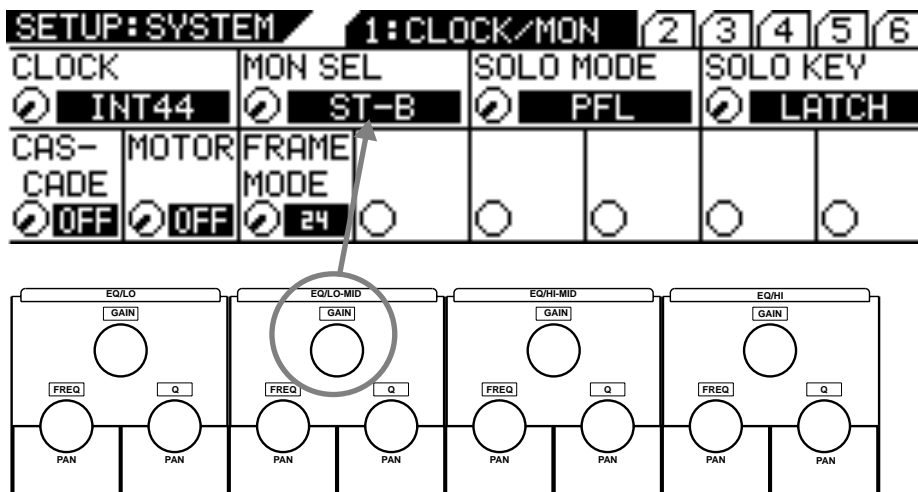 SETUP:SYSTEM 1:CLOCK/MON 2 3 4 5 6
CLOCK MON SEL SOLO MODE SOLO KEY
INT44 ST-B PFL LATCH
CAS- MOTOR FRAME
CADE MODE
OFF OFF 24
EQ/LO EQ/LO-MID EQ/HI-MID EQ/HI
GAIN GAIN GAIN GAIN
FREQ Q FREQ Q FREQ Q FREQ Q
PAN PAN PAN PAN PAN PAN PAN PAN